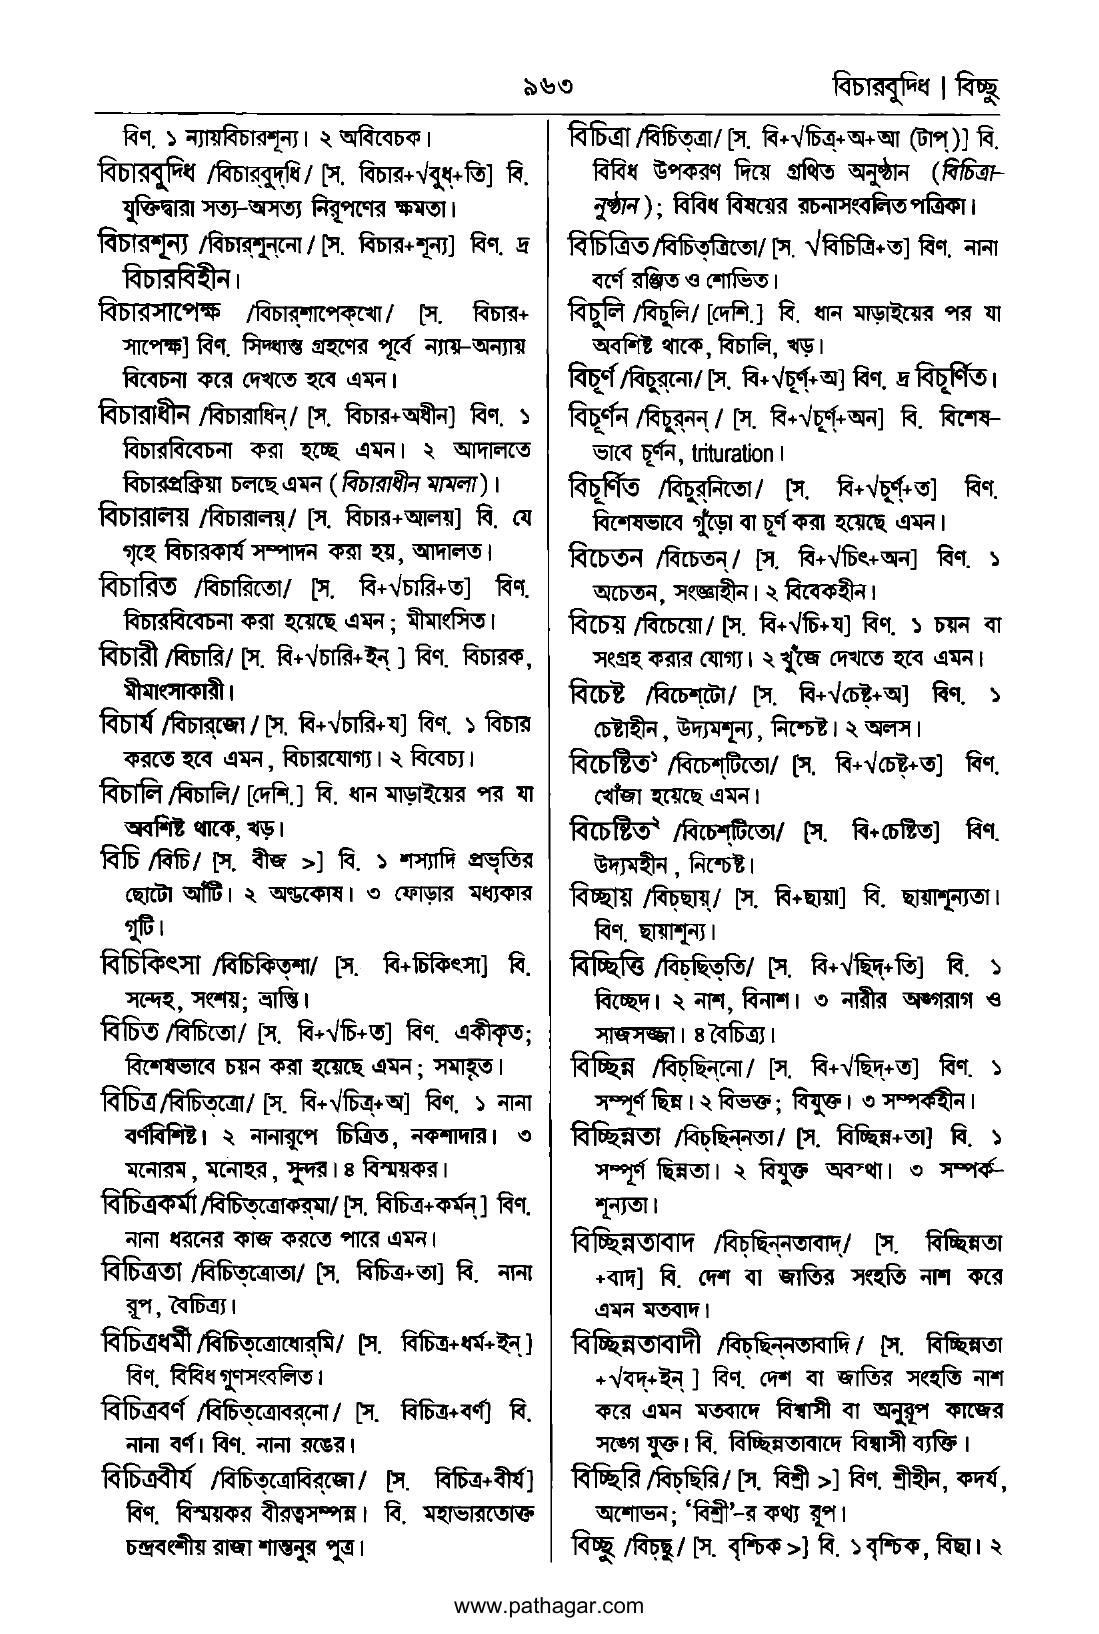 ৯৬৩
বিচারবুদ্ধি | বিচ্ছু
বিণ. ১ ন্যায়বিচারশূন্য। ২ অবিবেচক।
বিচারবুদ্ধি /বিচার্‌বুদ্‌ধি/ [স. বিচার+√বুধ্‌+তি] বি.
যুক্তিদ্বারা সত্য-অসত্য নিরূপণের ক্ষমতা।
বিচারশূন্য /বিচার্‌শূন্‌নো/ [স. বিচার+শূন্য] বিণ. দ্র
বিচারবিহীন।
বিচারসাপেক্ষ /বিচার্‌শাপেক্‌খো/ [স. বিচার+
সাপেক্ষ] বিণ. সিদ্ধান্ত গ্রহণের পূর্বে ন্যায়-অন্যায়
বিবেচনা করে দেখতে হবে এমন।
বিচারাধীন /বিচারাধিন্‌/ [স. বিচার+অধীন] বিণ. ১
বিচারবিবেচনা করা হচ্ছে এমন। ২ আদালতে
বিচারপ্রক্রিয়া চলছে এমন (বিচারাধীন মামলা)।
বিচারালয় /বিচারালয়্‌/ [স. বিচার+আলয়] বি. যে
গৃহে বিচারকার্য সম্পাদন করা হয়, আদালত।
বিচারিত /বিচারিতো/ [স. বি+√চারি+ত] বিণ.
বিচারবিবেচনা করা হয়েছে এমন; মীমাংসিত।
বিচারী /বিচারি/ [স. বি+√চারি+ইন্‌] বিণ. বিচারক,
মীমাংসাকারী।
বিচার্য /বিচার্‌জো/ [স. বি+√চারি+য] বিণ. ১ বিচার
করতে হবে এমন, বিচারযোগ্য। ২ বিবেচ্য।
বিচালি /বিচালি/ [দেশি.] বি. ধান মাড়াইয়ের পর যা
অবশিষ্ট থাকে, খড়।
বিচি /বিচি/ [স. বীজ >] বি. ১ শস্যাদি প্রভৃতির
ছোটো আঁটি। ২ অণ্ডকোষ। ৩ ফোড়ার মধ্যকার
গুটি।
বিচিকিৎসা /বিচিকিত্‌শা/ [স. বি+চিকিৎসা] বি.
সন্দেহ, সংশয়; ভ্রান্তি।
বিচিত /বিচিতো/ [স. বি+√চি+ত] বিণ. একীকৃত;
বিশেষভাবে চয়ন করা হয়েছে এমন; সমাহৃত।
বিচিত্র /বিচিত্‌ত্রো/ [স. বি+√চিত্র্‌+অ] বিণ. ১ নানা
বর্ণবিশিষ্ট। ২ নানারূপে চিত্রিত, নকশাদার। ৩
মনোরম, মনোহর, সুন্দর। ৪ বিস্ময়কর।
বিচিত্রকর্মা /বিচিত্‌ত্রোকর্‌মা/ [স. বিচিত্র+কর্মন্‌] বিণ.
নানা ধরনের কাজ করতে পারে এমন।
বিচিত্রতা /বিচিত্‌ত্রোতা/ [স. বিচিত্র+তা] বি. নানা
রূপ, বৈচিত্র্য।
বিচিত্রধর্মী /বিচিত্‌ত্রোধোর্‌মি/ [স. বিচিত্র+ধর্ম+ইন্‌]
বিণ. বিবিধ গুণসংবলিত।
বিচিত্রবর্ণ /বিচিত্‌ত্রোবর্‌নো/ [স. বিচিত্র+বর্ণ] বি.
নানা বর্ণ। বিণ. নানা রঙের।
বিচিত্রবীর্য /বিচিত্‌ত্রোবির্‌জো/ [স. বিচিত্র+বীর্য]
বিণ. বিস্ময়কর বীরত্বসম্পন্ন। বি. মহাভারতোক্ত
চন্দ্রবংশীয় রাজা শান্তনুর পুত্র।
বিচিত্রা /বিচিত্‌ত্রা/ [স. বি+√চিত্র্‌+অ+আ (টাপ্‌)] বি.
বিবিধ উপকরণ দিয়ে গ্রথিত অনুষ্ঠান (বিচিত্রা-
নুষ্ঠান); বিবিধ বিষয়ের রচনাসংবলিত পত্রিকা।
বিচিত্রিত /বিচিত্‌ত্রিতো/ [স. √বিচিত্রি+ত] বিণ. নানা
বর্ণে রঞ্জিত ও শোভিত।
বিচুলি /বিচুলি/ [দেশি.] বি. ধান মাড়াইয়ের পর যা
অবশিষ্ট থাকে, বিচালি, খড়।
বিচূর্ণ /বিচুর্‌নো/ [স. বি+√চূর্ণ্‌+অ] বিণ. দ্র বিচূর্ণিত।
বিচূর্ণন /বিচুর্‌নন্‌/ [স. বি+√চূর্ণ্‌+অন] বি. বিশেষ-
ভাবে চূর্ণন, trituration।
বিচূর্ণিত /বিচুর্‌নিতো/ [স. বি+√চূর্ণ্‌+ত] বিণ.
বিশেষভাবে গুঁড়ো বা চূর্ণ করা হয়েছে এমন।
বিচেতন /বিচেতন্‌/ [স. বি+√চিৎ+অন] বিণ. ১
অচেতন, সংজ্ঞাহীন। ২ বিবেকহীন।
বিচেয় /বিচেয়ো/ [স. বি+√চি+য] বিণ. ১ চয়ন বা
সংগ্রহ করার যোগ্য। ২ খুঁজে দেখতে হবে এমন।
বিচেষ্ট /বিচেশ্‌টো/ [স. বি+√চেষ্ট্‌+অ] বিণ. ১
চেষ্টাহীন, উদ্যমশূন্য, নিশ্চেষ্ট। ২ অলস।
বিচেষ্টিত১ /বিচেশ্‌টিতো/ [স. বি+√চেষ্ট্‌+ত] বিণ.
খোঁজা হয়েছে এমন।
বিচেষ্টিত২ /বিচেশ্‌টিতো/ [স. বি+চেষ্টিত] বিণ.
উদ্যমহীন, নিশ্চেষ্ট।
বিচ্ছায় /বিচ্‌ছায়্‌/ [স. বি+ছায়া] বি. ছায়াশূন্যতা।
বিণ. ছায়াশূন্য।
বিচ্ছিত্তি /বিচ্‌ছিত্‌তি/ [স. বি+√ছিদ্‌+তি] বি. ১
বিচ্ছেদ। ২ নাশ, বিনাশ। ৩ নারীর অঙ্গরাগ ও
সাজসজ্জা। ৪ বৈচিত্র্য।
বিচ্ছিন্ন /বিচ্‌ছিন্‌নো/ [স. বি+√ছিদ্‌+ত] বিণ. ১
সম্পূর্ণ ছিন্ন। ২ বিভক্ত; বিযুক্ত। ৩ সম্পর্কহীন।
বিচ্ছিন্নতা /বিচ্‌ছিন্‌নতা/ [স. বিচ্ছিন্ন+তা] বি. ১
সম্পূর্ণ ছিন্নতা। ২ বিযুক্ত অবস্থা। ৩ সম্পর্ক-
শূন্যতা।
বিচ্ছিন্নতাবাদ /বিচ্‌ছিন্‌নতাবাদ্‌/ [স. বিচ্ছিন্নতা
+বাদ] বি. দেশ বা জাতির সংহতি নাশ করে
এমন মতবাদ।
বিচ্ছিন্নতাবাদী /বিচ্‌ছিন্‌নতাবাদি/ [স. বিচ্ছিন্নতা
+√বদ্‌+ইন্‌] বিণ. দেশ বা জাতির সংহতি নাশ
করে এমন মতবাদে বিশ্বাসী বা অনুরূপ কাজের
সঙ্গে যুক্ত। বি. বিচ্ছিন্নতাবাদে বিশ্বাসী ব্যক্তি।
বিচ্ছিরি /বিচ্‌ছিরি/ [স. বিশ্রী >] বিণ. শ্রীহীন, কদর্য,
অশোভন; ‘বিশ্রী’-র কথ্য রূপ।
বিচ্ছু /বিচ্‌ছু/ [স. বৃশ্চিক >] বি. ১ বৃশ্চিক, বিছা। ২
www.pathagar.com